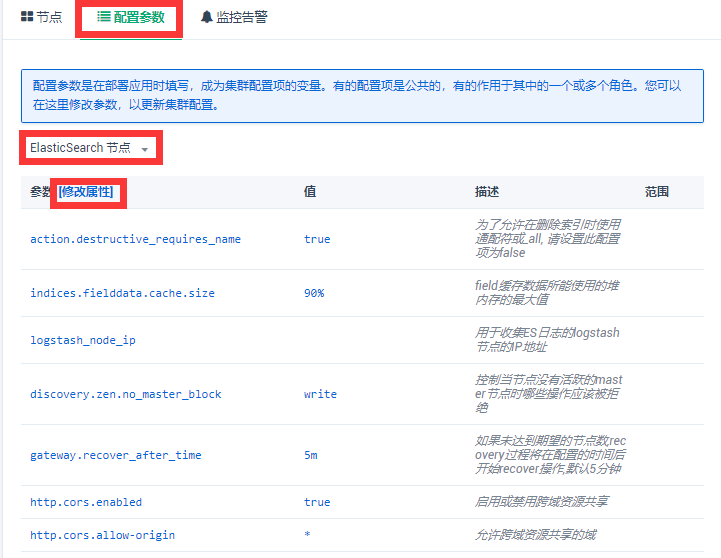 节点 配置参数 监控告警
配置参数是在部署应用时填写，成为集群配置项的变量。有的配置项是公共的，有的作用于其中的一个或多个角色。您可以
在这里修改参数，以更新集群配置。
ElasticSearch 节点
参数 [修改属性] 值 描述 范围
action.destructive_requires_name true 为了允许在删除索引时使用
通配符或_all, 请设置此配置
项为false
indices.fielddata.cache.size 90% field缓存数据所能使用的堆
内存的最大值
logstash_node_ip 用于收集ES日志的logstash
节点的IP地址
discovery.zen.no_master_block write 控制当节点没有活跃的mast
er节点时哪些操作应该被拒
绝
gateway.recover_after_time 5m 如果未达到期望的节点数,rec
overy过程将在配置的时间后
开始recover操作,默认5分钟
http.cors.enabled true 启用或禁用跨域资源共享
http.cors.allow-origin * 允许跨域资源共享的域